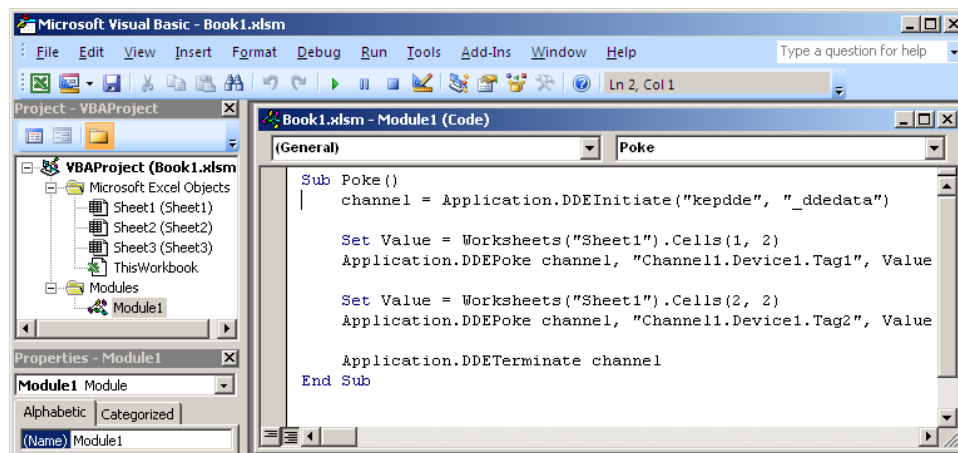 Microsoft Visual Basic - Book1.xlsm
File Edit View Insert Format Debug Run Tools Add-Ins Window Help Type a question for help
Ln 2, Col 1
Project - VBAProject
VBAProject (Book1.xlsm
Microsoft Excel Objects
Sheet1 (Sheet1)
Sheet2 (Sheet2)
Sheet3 (Sheet3)
ThisWorkbook
Modules
Module1
Properties - Module1
Module1 Module
Alphabetic Categorized
(Name) Module1
Book1.xlsm - Module1 (Code)
(General) Poke
Sub Poke()
channel = Application.DDEInitiate("kepdde", "_ddedata")
Set Value = Worksheets("Sheet1").Cells(1, 2)
Application.DDEPoke channel, "Channel1.Device1.Tag1", Value
Set Value = Worksheets("Sheet1").Cells(2, 2)
Application.DDEPoke channel, "Channel1.Device1.Tag2", Value
Application.DDETerminate channel
End Sub